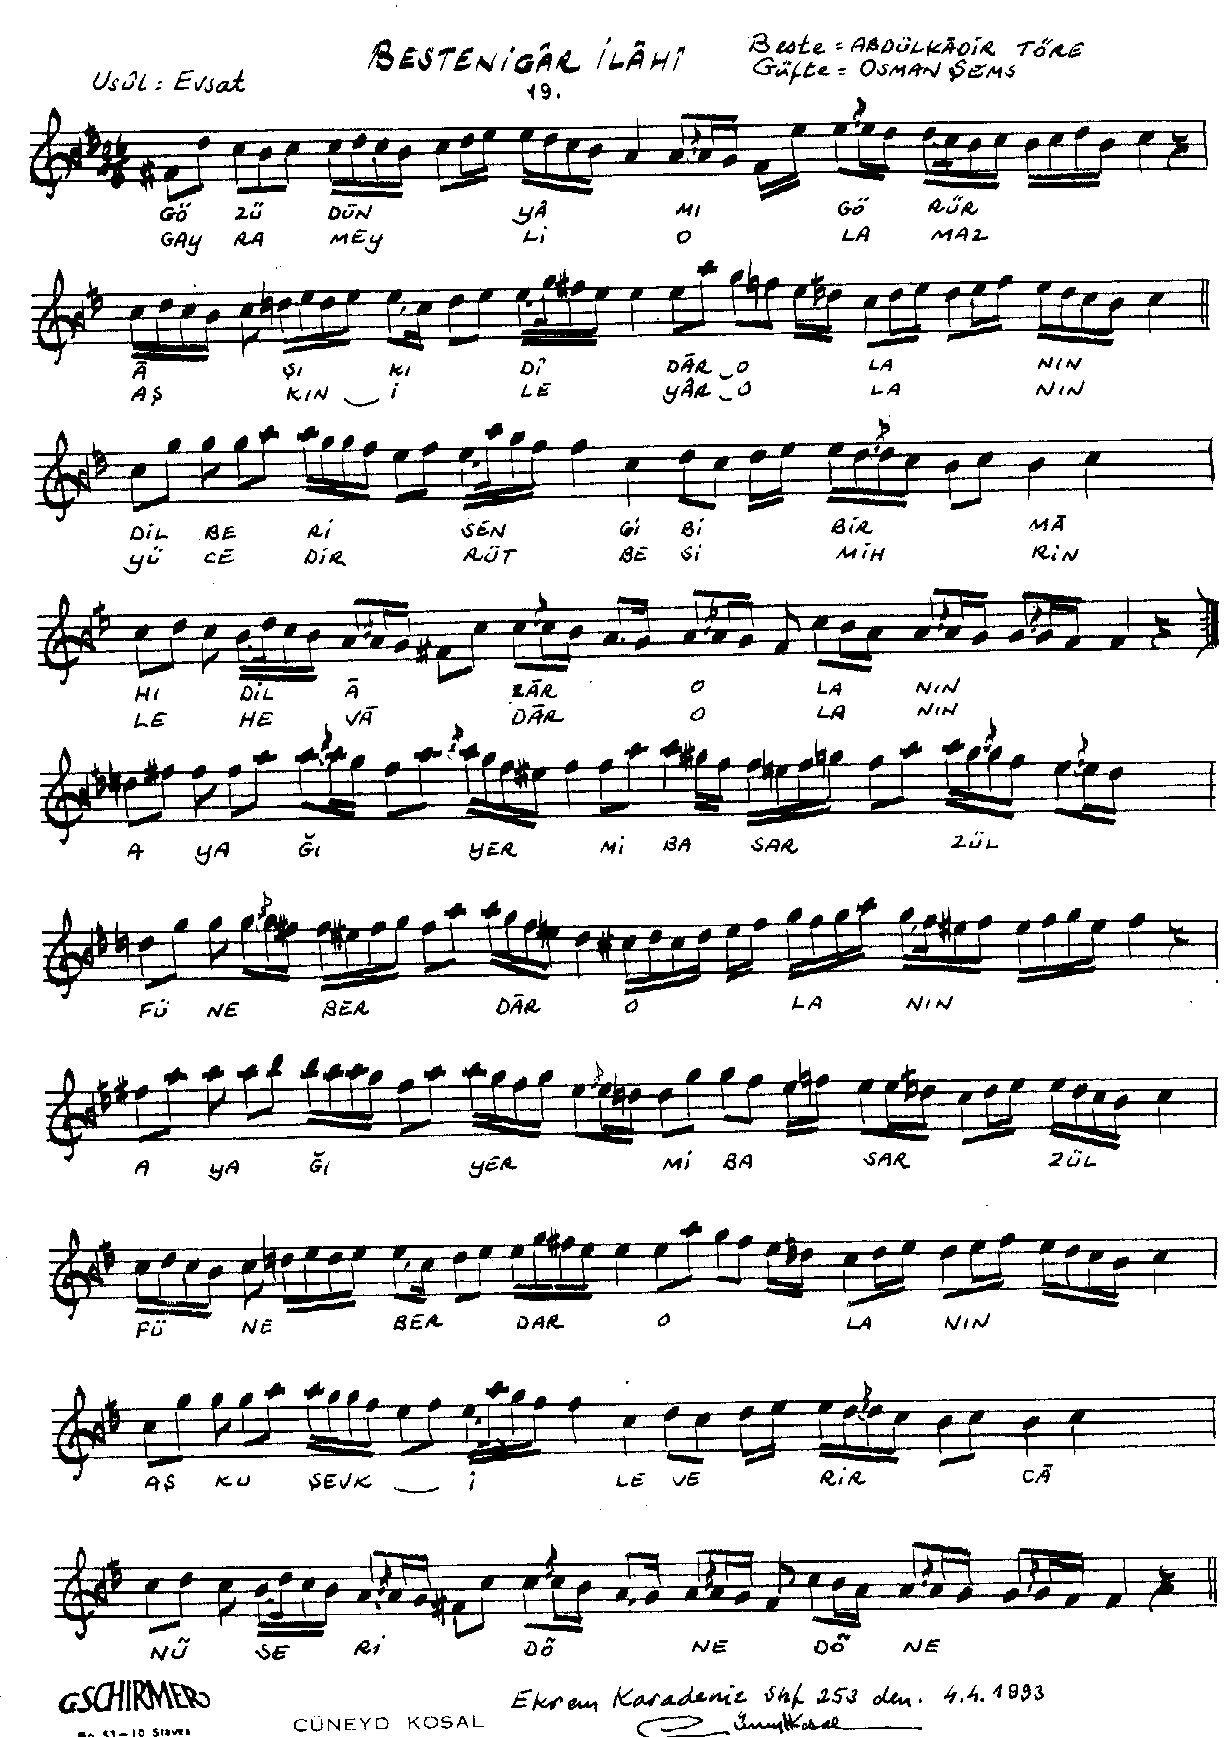 BESTENİGÂR İLÂHÎ
Beste = ABDÜLKÂDİR TÖRE
Güfte = OSMAN ŞEMS
Usûl : Evsat
19.
GÖ ZÜ DÜN YÂ MI GÖ RÜR
GAY RA MEY Lİ O LA MAZ
Â ŞI KI DÎ DÂR O LA NIN
AŞ KIN İ LE YÂR O LA NIN
DİL BE Rİ SEN Gİ Bİ BİR MÂ
YÜ CE DİR RÜT BE Sİ MİH RİN
HI DİL Â ZÂR O LA NIN
LE HE VÂ DÂR O LA NIN
A YA ĞI YER Mİ BA SAR ZÜL
FÜ NE BER DÂR O LA NIN
A YA ĞI YER Mİ BA SAR ZÜL
FÜ NE BER DAR O LA NIN
AŞ KU ŞEVK İ LE VE RİR CÂ
NÜ SE Rİ DÖ NE DÖ NE
G. SCHIRMER
No. 51-10 Staves
CÜNEYD KOSAL
Ekrem Karadeniz Shf 253 den. 4.4.1993
Cüneyd Kosal